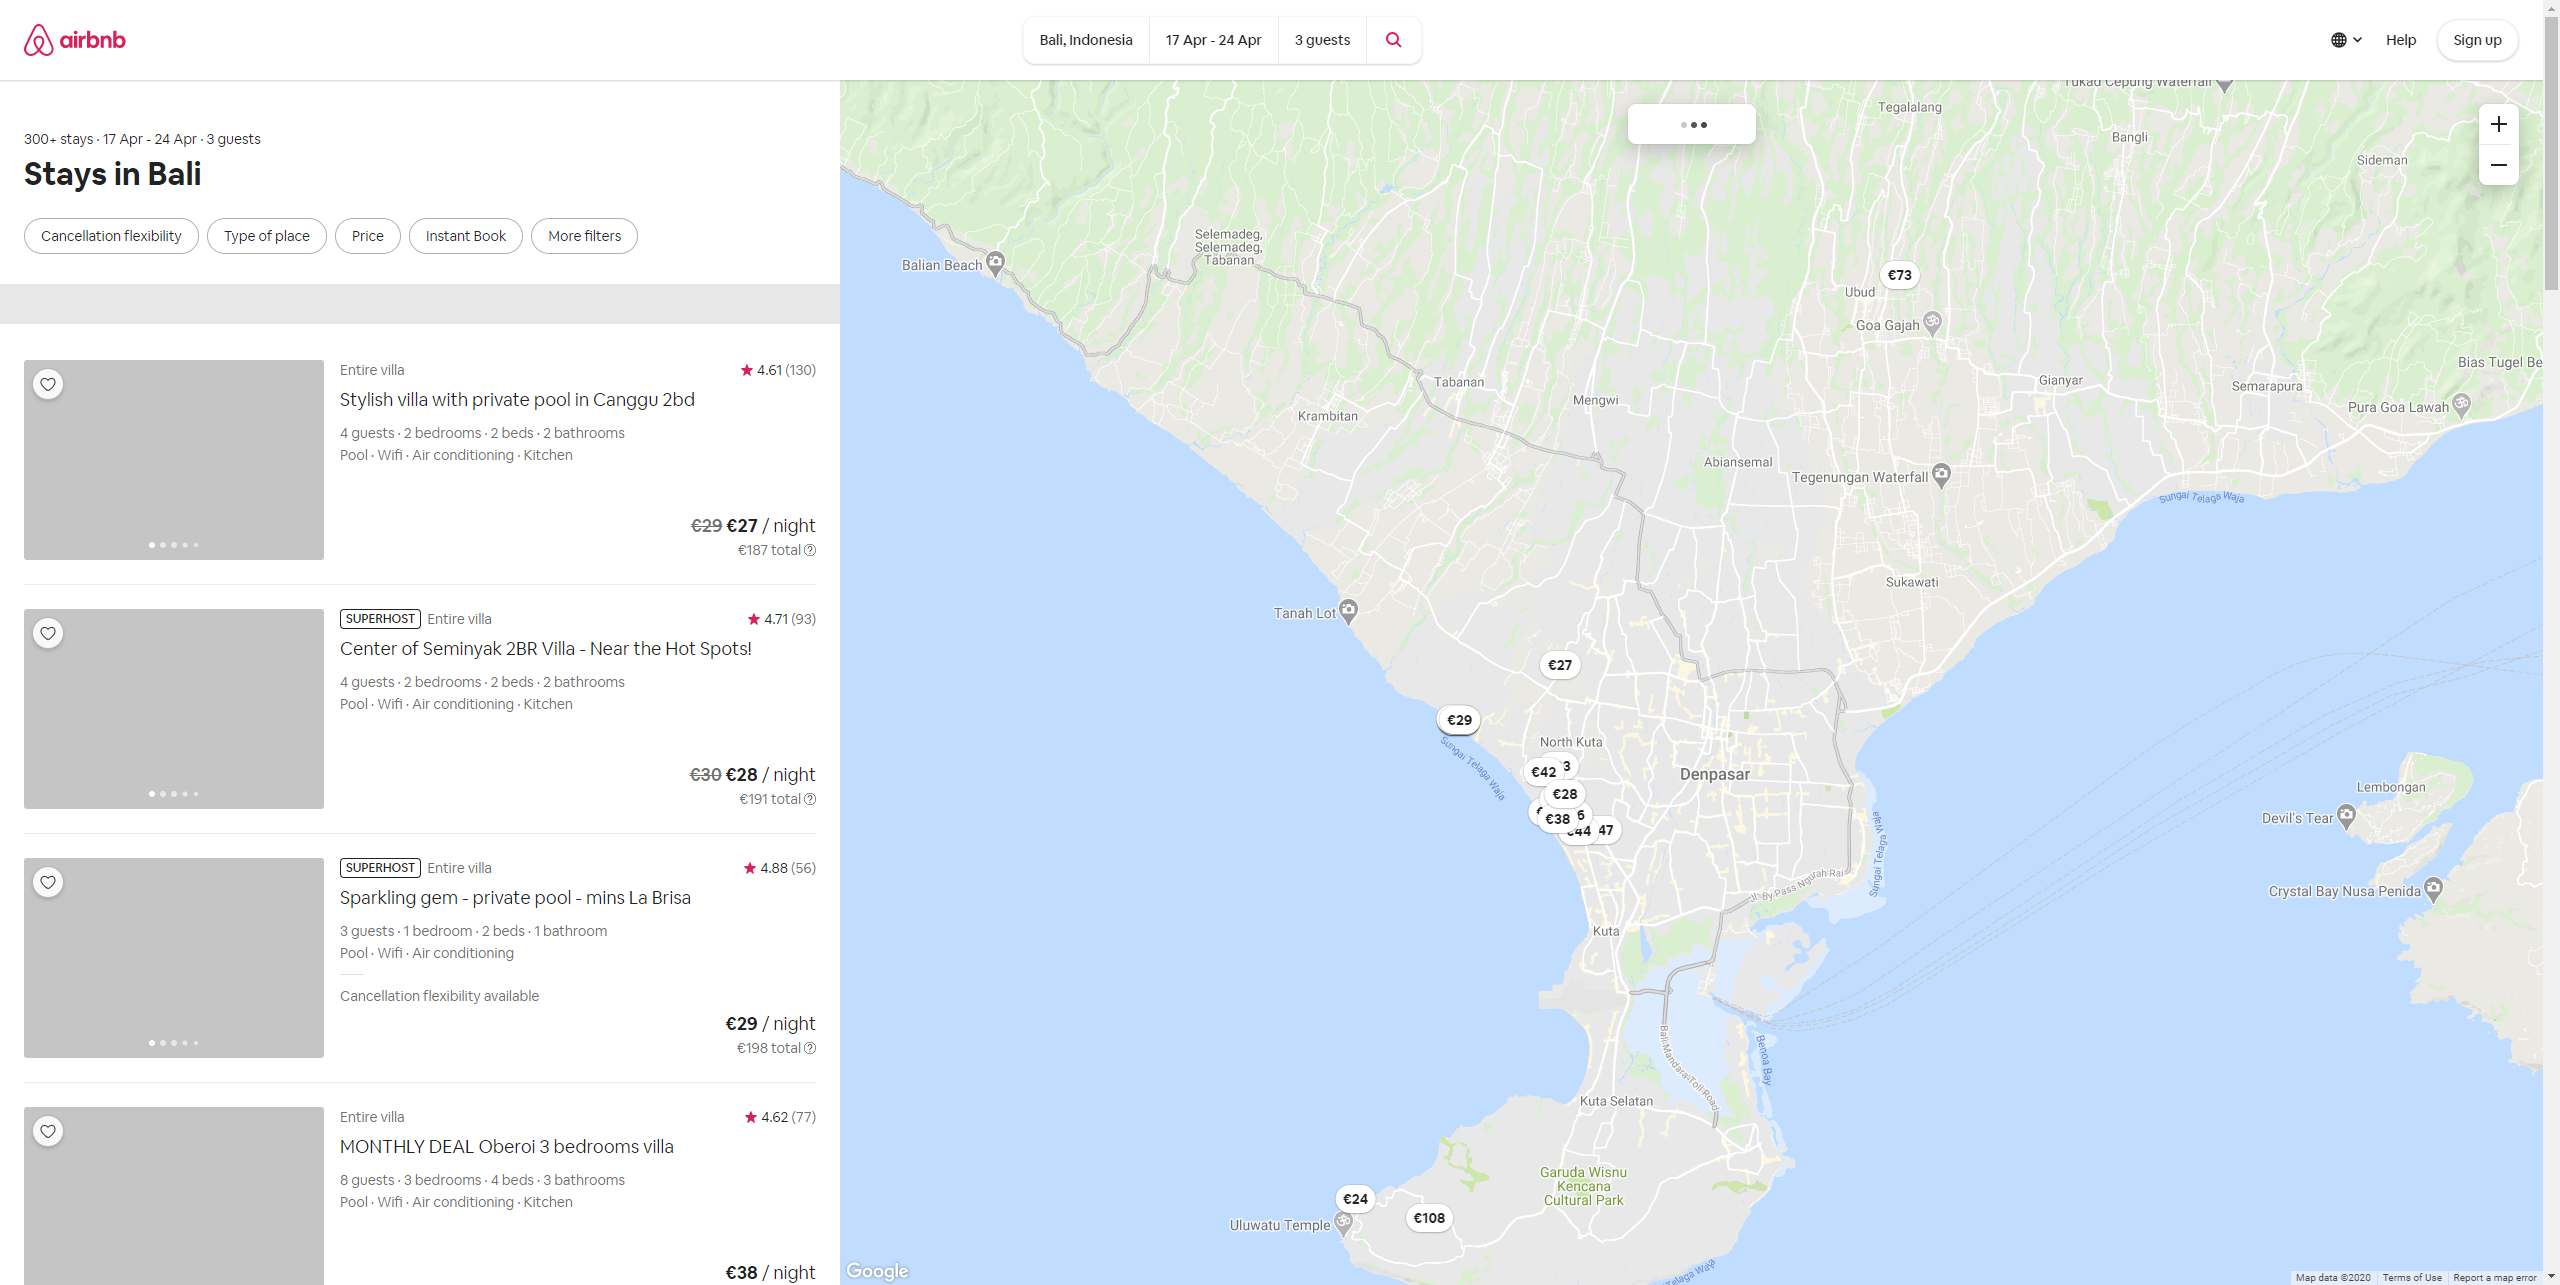 airbnb
Bali, Indonesia
17 Apr - 24 Apr
3 guests
Help
Sign up
300+ stays · 17 Apr - 24 Apr · 3 guests
Stays in Bali
Cancellation flexibility
Type of place
Price
Instant Book
More filters
Entire villa
4.61 (130)
Stylish villa with private pool in Canggu 2bd
4 guests · 2 bedrooms · 2 beds · 2 bathrooms
Pool · Wifi · Air conditioning · Kitchen
€29 €27 / night
€187 total
SUPERHOST Entire villa
4.71 (93)
Center of Seminyak 2BR Villa - Near the Hot Spots!
4 guests · 2 bedrooms · 2 beds · 2 bathrooms
Pool · Wifi · Air conditioning · Kitchen
€30 €28 / night
€191 total
SUPERHOST Entire villa
4.88 (56)
Sparkling gem - private pool - mins La Brisa
3 guests · 1 bedroom · 2 beds · 1 bathroom
Pool · Wifi · Air conditioning
Cancellation flexibility available
€29 / night
€198 total
Entire villa
4.62 (77)
MONTHLY DEAL Oberoi 3 bedrooms villa
8 guests · 3 bedrooms · 4 beds · 3 bathrooms
Pool · Wifi · Air conditioning · Kitchen
€38 / night
Tukad Cepung Waterfall
Tegalalang
Bangli
Sideman
Selemadeg,
Selemadeg,
Tabanan
Balian Beach
€73
Ubud
Goa Gajah
Bias Tugel Be
Tabanan
Gianyar
Semarapura
Mengwi
Krambitan
Pura Goa Lawah
Abiansemal
Tegenungan Waterfall
Sungai Telaga Waja
Sukawati
Tanah Lot
€27
€29
North Kuta
Sungai Telaga Waja
€42
3
Denpasar
€28
€38
6
€44
47
Lembongan
Devil's Tear
Sungai Telaga Waja
Jl. By Pass Ngurah Rai
Crystal Bay Nusa Penida
Kuta
Bali Mandara Toll Road
Benoa Bay
Kuta Selatan
Garuda Wisnu
Kencana
Cultural Park
€24
€108
Uluwatu Temple
Telaga Waja
Google
Map data ©2020
Terms of Use
Report a map error